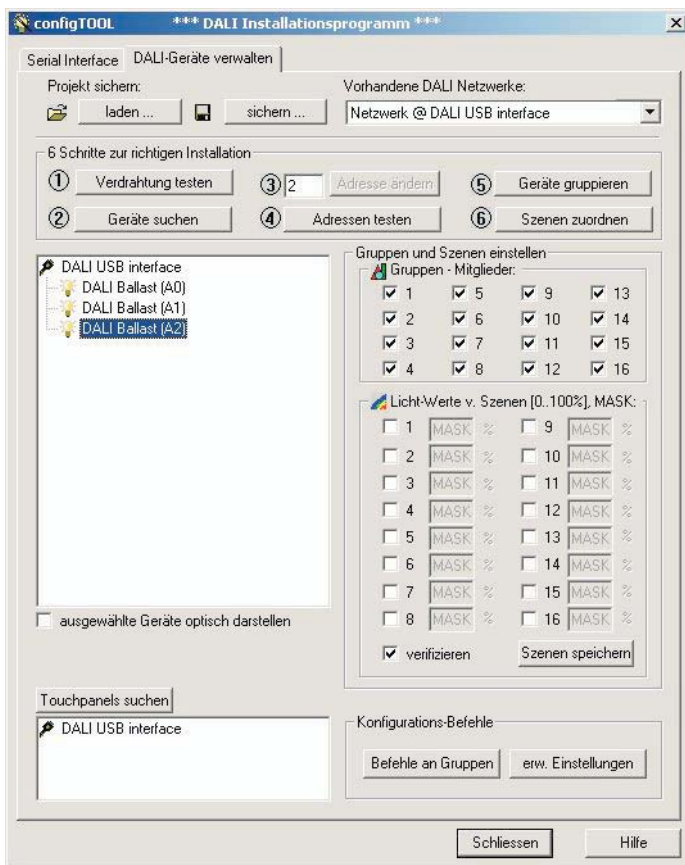 configTOOL *** DALI Installationsprogramm ***
Serial Interface DALI-Geräte verwalten
Projekt sichern: Vorhandene DALI Netzwerke:
laden ... sichern ... Netzwerk @ DALI USB interface
6 Schritte zur richtigen Installation
1 Verdrahtung testen 3 2 Adresse ändern 5 Geräte gruppieren
2 Geräte suchen 4 Adressen testen 6 Szenen zuordnen
DALI USB interface
DALI Ballast (A0)
DALI Ballast (A1)
DALI Ballast (A2)
ausgewählte Geräte optisch darstellen
Gruppen und Szenen einstellen
Gruppen - Mitglieder:
1 5 9 13
2 6 10 14
3 7 11 15
4 8 12 16
Licht-Werte v. Szenen [0..100%], MASK:
1 MASK % 9 MASK %
2 MASK % 10 MASK %
3 MASK % 11 MASK %
4 MASK % 12 MASK %
5 MASK % 13 MASK %
6 MASK % 14 MASK %
7 MASK % 15 MASK %
8 MASK % 16 MASK %
verifizieren Szenen speichern
Touchpanels suchen
DALI USB interface
Konfigurations-Befehle
Befehle an Gruppen erw. Einstellungen
Schliessen Hilfe